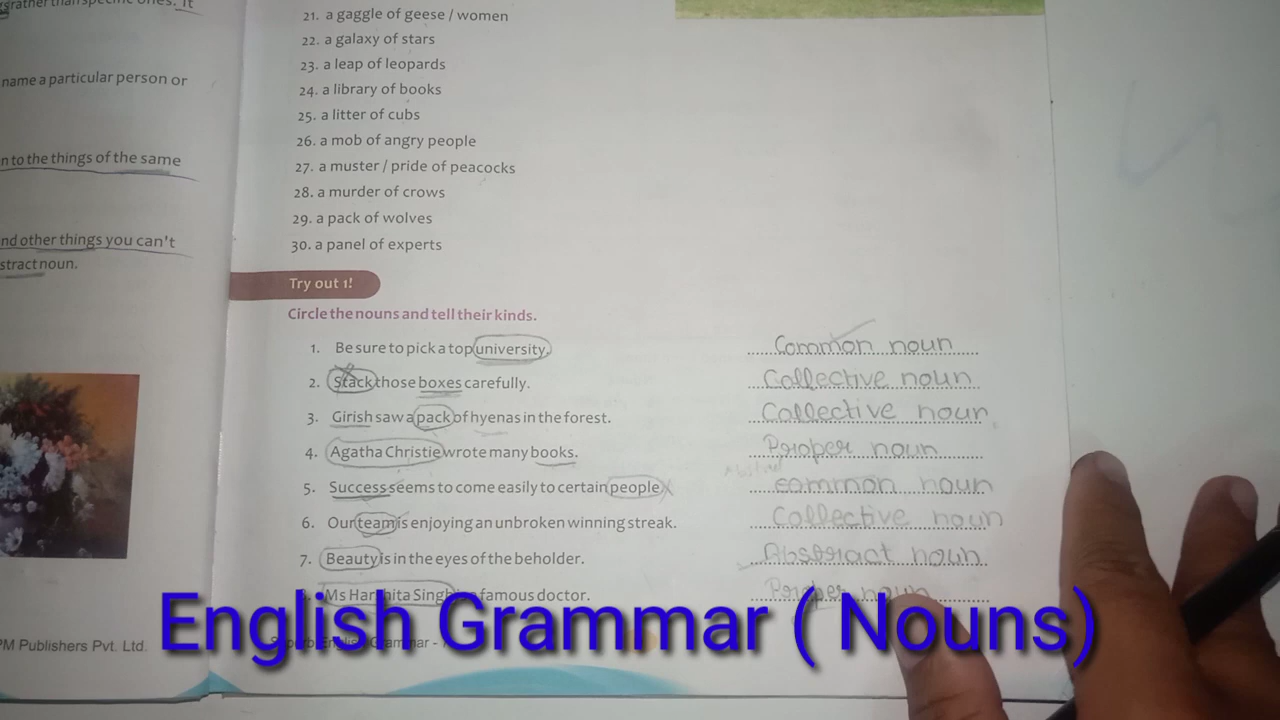 gs rather than specific ones. It
name a particular person or
n to the things of the same
nd other things you can't
stract noun.
PM Publishers Pvt. Ltd.
21. a gaggle of geese / women
22. a galaxy of stars
23. a leap of leopards
24. a library of books
25. a litter of cubs
26. a mob of angry people
27. a muster / pride of peacocks
28. a murder of crows
29. a pack of wolves
30. a panel of experts
Try out 1!
Circle the nouns and tell their kinds.
1. Be sure to pick a top university. Common noun
2. Stack those boxes carefully. Collective noun
3. Girish saw a pack of hyenas in the forest. Collective noun
4. Agatha Christie wrote many books. Proper noun
5. Success seems to come easily to certain people. Abstract common noun
6. Our team is enjoying an unbroken winning streak. Collective noun
7. Beauty is in the eyes of the beholder. Abstract noun
Ms Harshita Singh famous doctor. Proper noun
English Grammar ( Nouns)